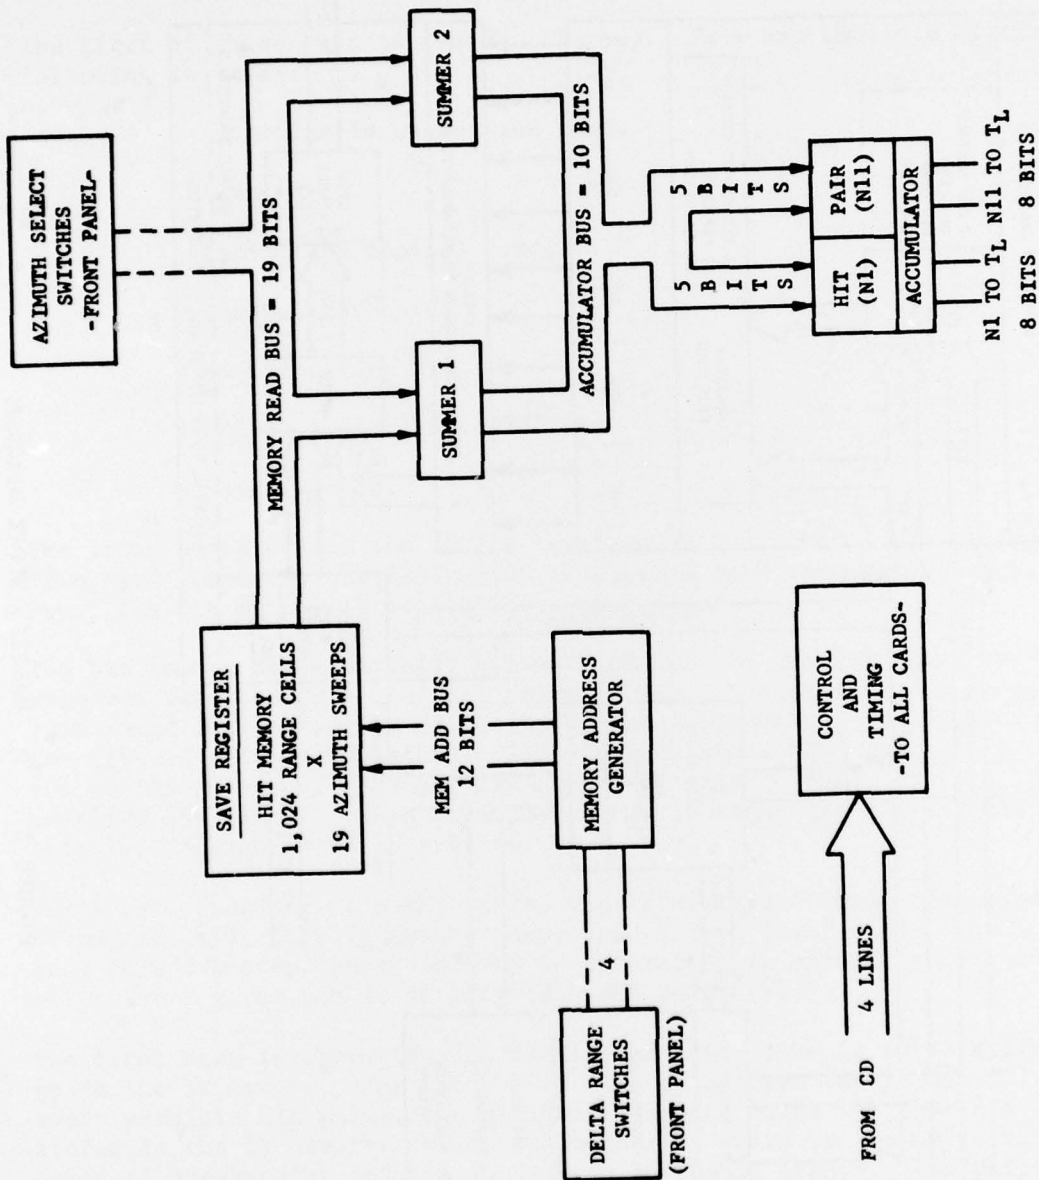 AZIMUTH SELECT
SWITCHES
-FRONT PANEL-
SUMMER 2
MEMORY READ BUS = 19 BITS
SUMMER 1
ACCUMULATOR BUS = 10 BITS
5 BITS
5 BITS
HIT
(N1)
PAIR
(N11)
ACCUMULATOR
N1 TO TL
8 BITS
N11 TO TL
8 BITS
SAVE REGISTER
HIT MEMORY
1,024 RANGE CELLS
X
19 AZIMUTH SWEEPS
MEM ADD BUS
12 BITS
MEMORY ADDRESS
GENERATOR
4
DELTA RANGE
SWITCHES
(FRONT PANEL)
CONTROL
AND
TIMING
-TO ALL CARDS-
4 LINES
FROM CD